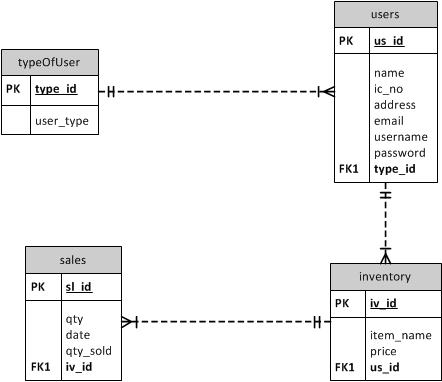 users
PK us_id
name
ic_no
address
email
username
password
FK1 type_id
typeOfUser
PK type_id
user_type
sales
PK sl_id
qty
date
qty_sold
FK1 iv_id
inventory
PK iv_id
item_name
price
FK1 us_id